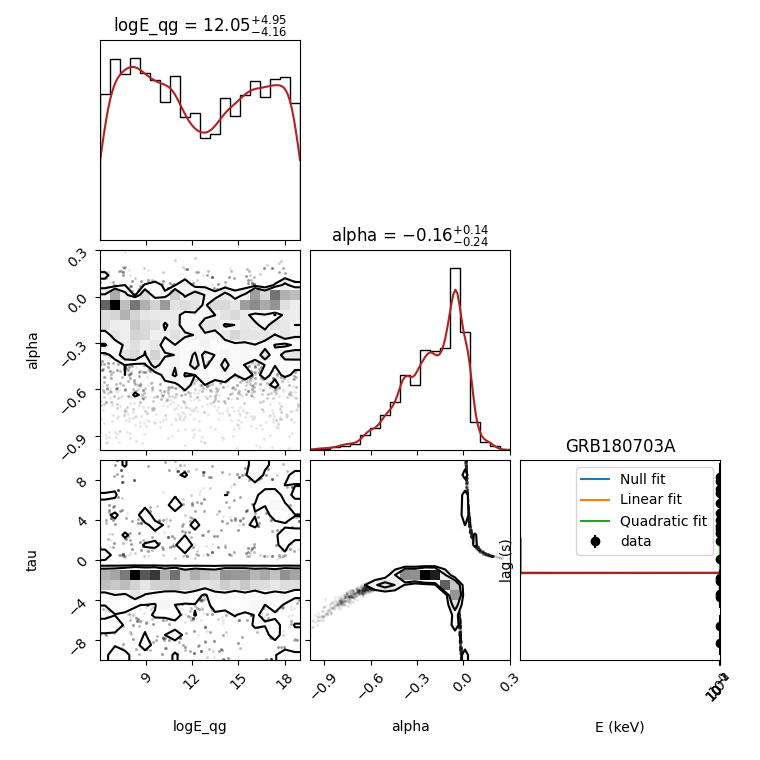 logE_qg = 12.05+4.95 −4.16
alpha = −0.16+0.14 −0.24
0.3
0.0
−0.3
−0.6
−0.9
alpha
GRB180703A
8
4
0
−4
−8
tau
lag (s)
Null fit
Linear fit
Quadratic fit
data
9
12
15
18
−0.9
−0.6
−0.3
0.0
0.3
logE_qg
alpha
E (keV)